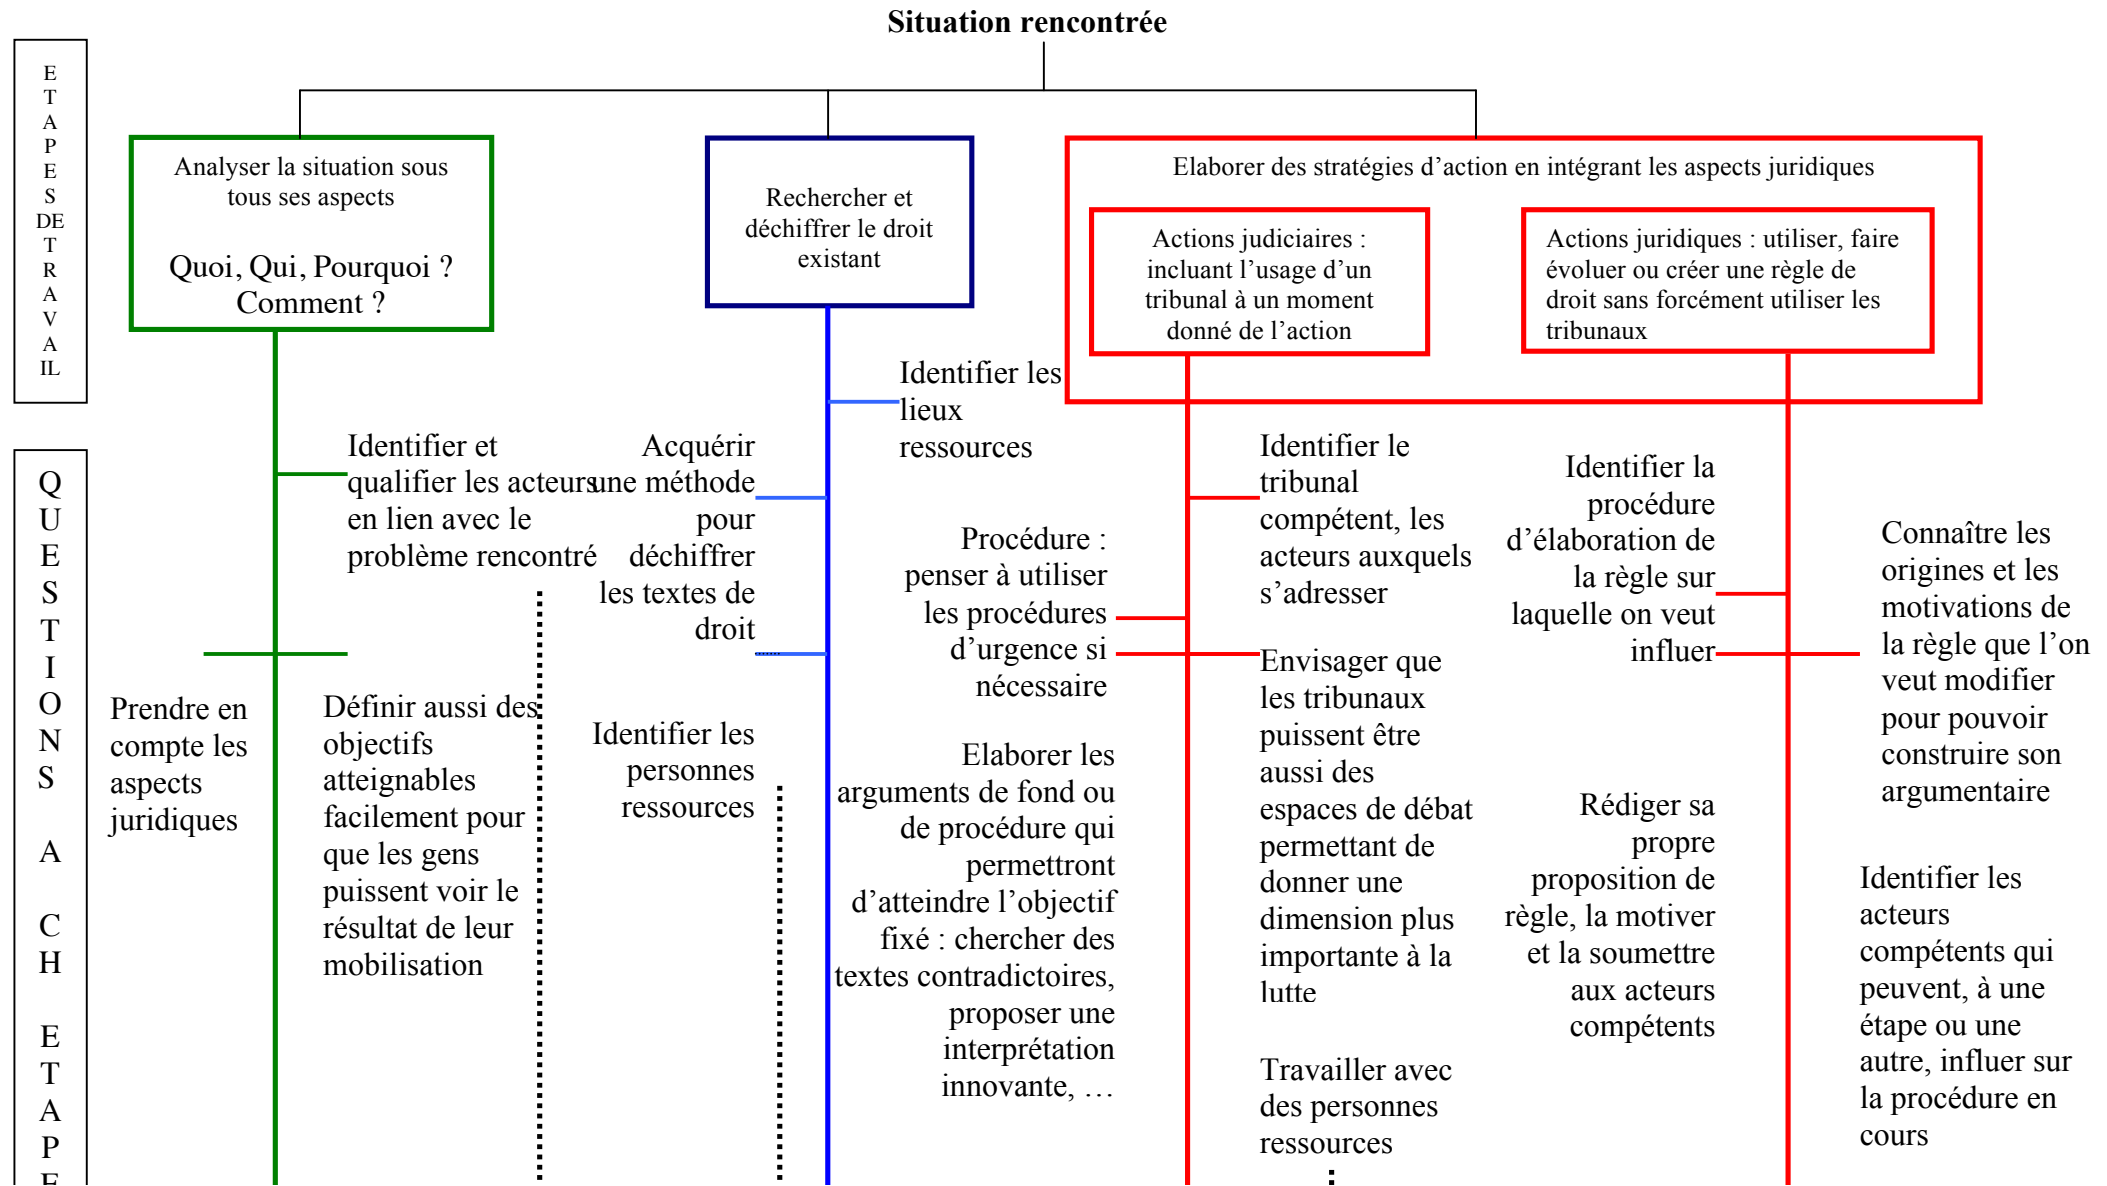 Situation rencontrée
E
T
A
P
E
S
DE
T
R
A
V
A
IL
Analyser la situation sous
tous ses aspects
Quoi, Qui, Pourquoi ?
Comment ?
Rechercher et
déchiffrer le droit
existant
Elaborer des stratégies d’action en intégrant les aspects juridiques
Actions judiciaires :
incluant l’usage d’un
tribunal à un moment
donné de l’action
Actions juridiques : utiliser, faire
évoluer ou créer une règle de
droit sans forcément utiliser les
tribunaux
Q
U
E
S
T
I
O
N
S
A
C
H
E
T
A
P
E
Identifier et
qualifier les acteurs
en lien avec le
problème rencontré
Prendre en
compte les
aspects
juridiques
Définir aussi des
objectifs
atteignables
facilement pour
que les gens
puissent voir le
résultat de leur
mobilisation
Acquérir
une méthode
pour
déchiffrer
les textes de
droit
Identifier les
lieux
ressources
Identifier les
personnes
ressources
Procédure :
penser à utiliser
les procédures
d’urgence si
nécessaire
Elaborer les
arguments de fond ou
de procédure qui
permettront
d’atteindre l’objectif
fixé : chercher des
textes contradictoires,
proposer une
interprétation
innovante, …
Identifier le
tribunal
compétent, les
acteurs auxquels
s’adresser
Envisager que
les tribunaux
puissent être
aussi des
espaces de débat
permettant de
donner une
dimension plus
importante à la
lutte
Travailler avec
des personnes
ressources
Identifier la
procédure
d’élaboration de
la règle sur
laquelle on veut
influer
Rédiger sa
propre
proposition de
règle, la motiver
et la soumettre
aux acteurs
compétents
Connaître les
origines et les
motivations de
la règle que l’on
veut modifier
pour pouvoir
construire son
argumentaire
Identifier les
acteurs
compétents qui
peuvent, à une
étape ou une
autre, influer sur
la procédure en
cours